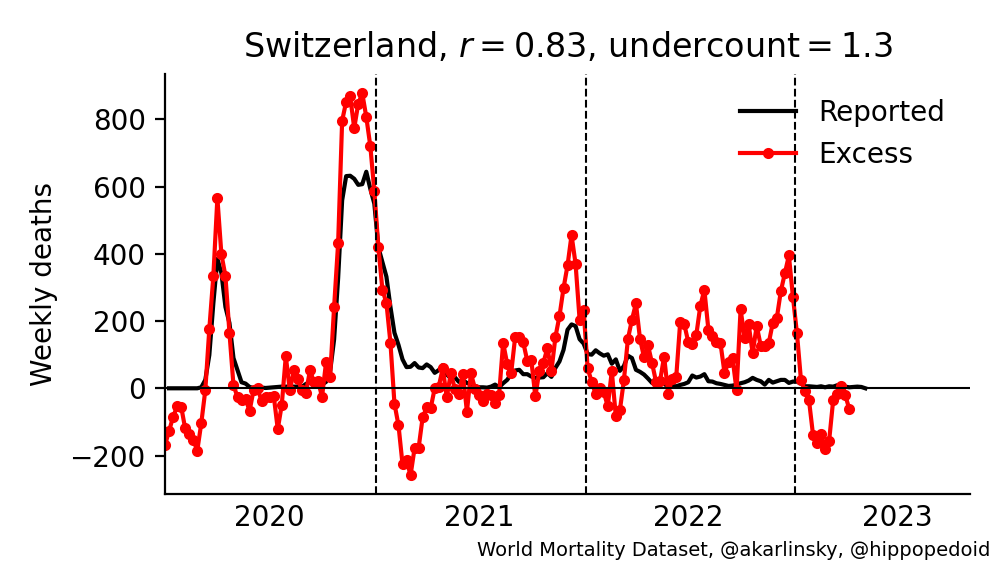 Switzerland, r = 0.83, undercount = 1.3
Weekly deaths
800
600
400
200
0
−200
Reported
Excess
2020 2021 2022 2023
World Mortality Dataset, @akarlinsky, @hippopedoid